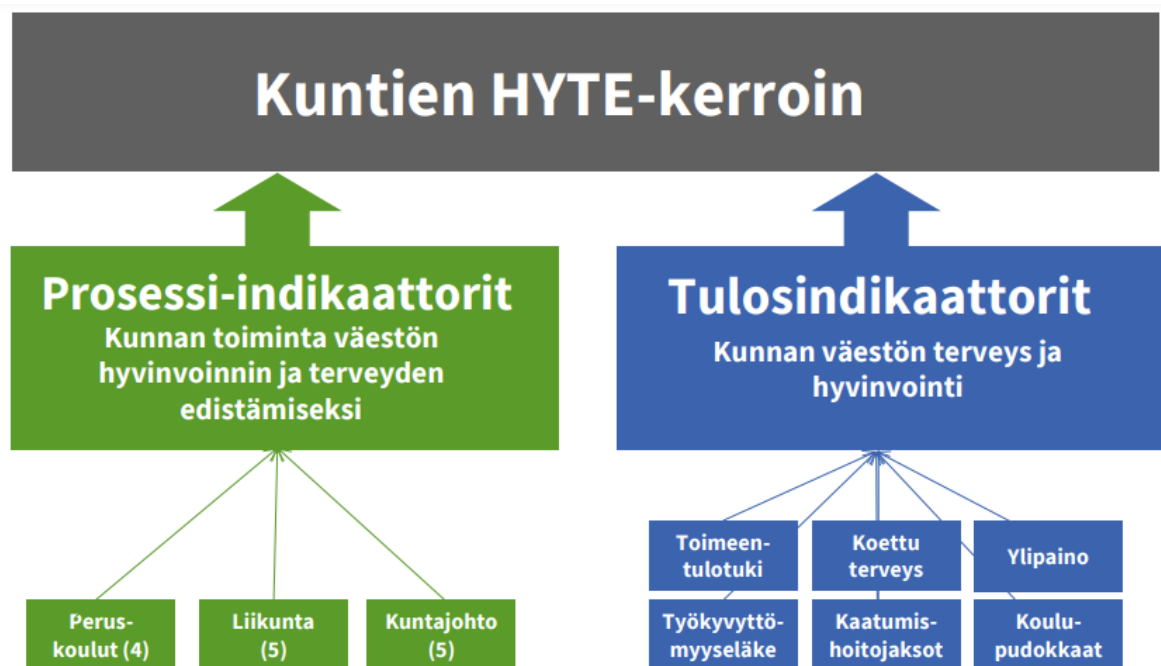 Kuntien HYTE-kerroin
Prosessi-indikaattorit
Kunnan toiminta väestön
hyvinvoinnin ja terveyden
edistämiseksi
Tulosindikaattorit
Kunnan väestön terveys ja
hyvinvointi
Perus-
koulut (4)
Liikunta
(5)
Kuntajohto
(5)
Toimeen-
tulotuki
Koettu
terveys
Ylipaino
Työkyvyttö-
myyseläke
Kaatumis-
hoitojaksot
Koulu-
pudokkaat